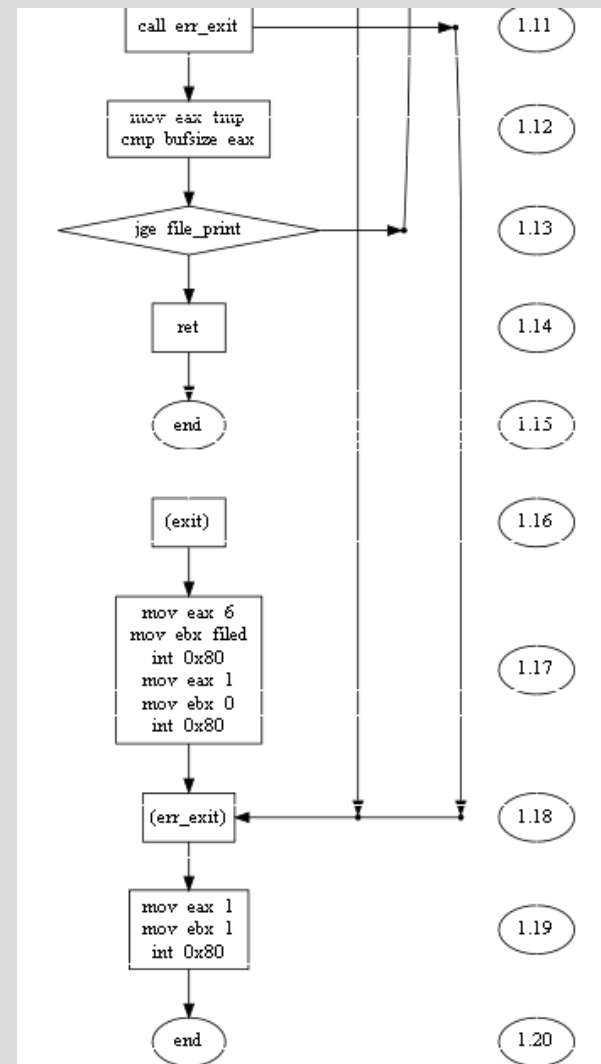 call err_exit
1.11
mov eax tmp
cmp bufsize eax
1.12
jge file_print
1.13
ret
1.14
end
1.15
(exit)
1.16
mov eax 6
mov ebx filed
int 0x80
mov eax 1
mov ebx 0
int 0x80
1.17
(err_exit)
1.18
mov eax 1
mov ebx 1
int 0x80
1.19
end
1.20